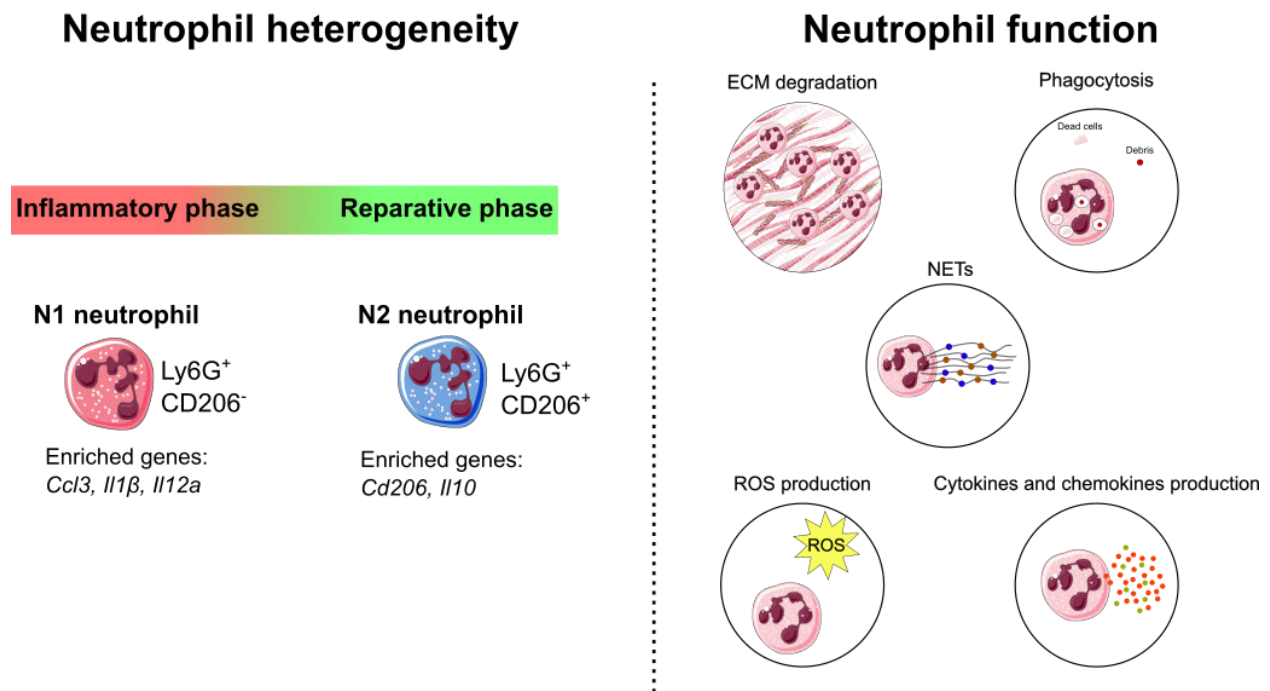 Neutrophil heterogeneity
Inflammatory phase
Reparative phase
N1 neutrophil
Ly6G⁺
CD206⁻
Enriched genes:
Ccl3, Il1β, Il12a
N2 neutrophil
Ly6G⁺
CD206⁺
Enriched genes:
Cd206, Il10
Neutrophil function
ECM degradation
Phagocytosis
Dead cells
Debris
NETs
ROS production
ROS
Cytokines and chemokines production